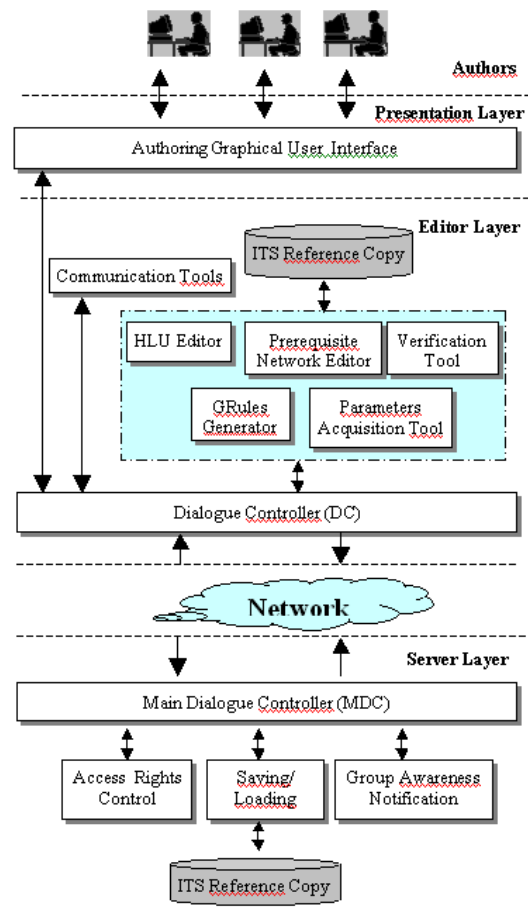 Authors
Presentation Layer
Authoring Graphical User Interface
Editor Layer
ITS Reference Copy
Communication Tools
HLU Editor
Prerequisite
Network Editor
Verification
Tool
GRules
Generator
Parameters
Acquisition Tool
Dialogue Controller (DC)
Network
Server Layer
Main Dialogue Controller (MDC)
Access Rights
Control
Saving/
Loading
Group Awareness
Notification
ITS Reference Copy